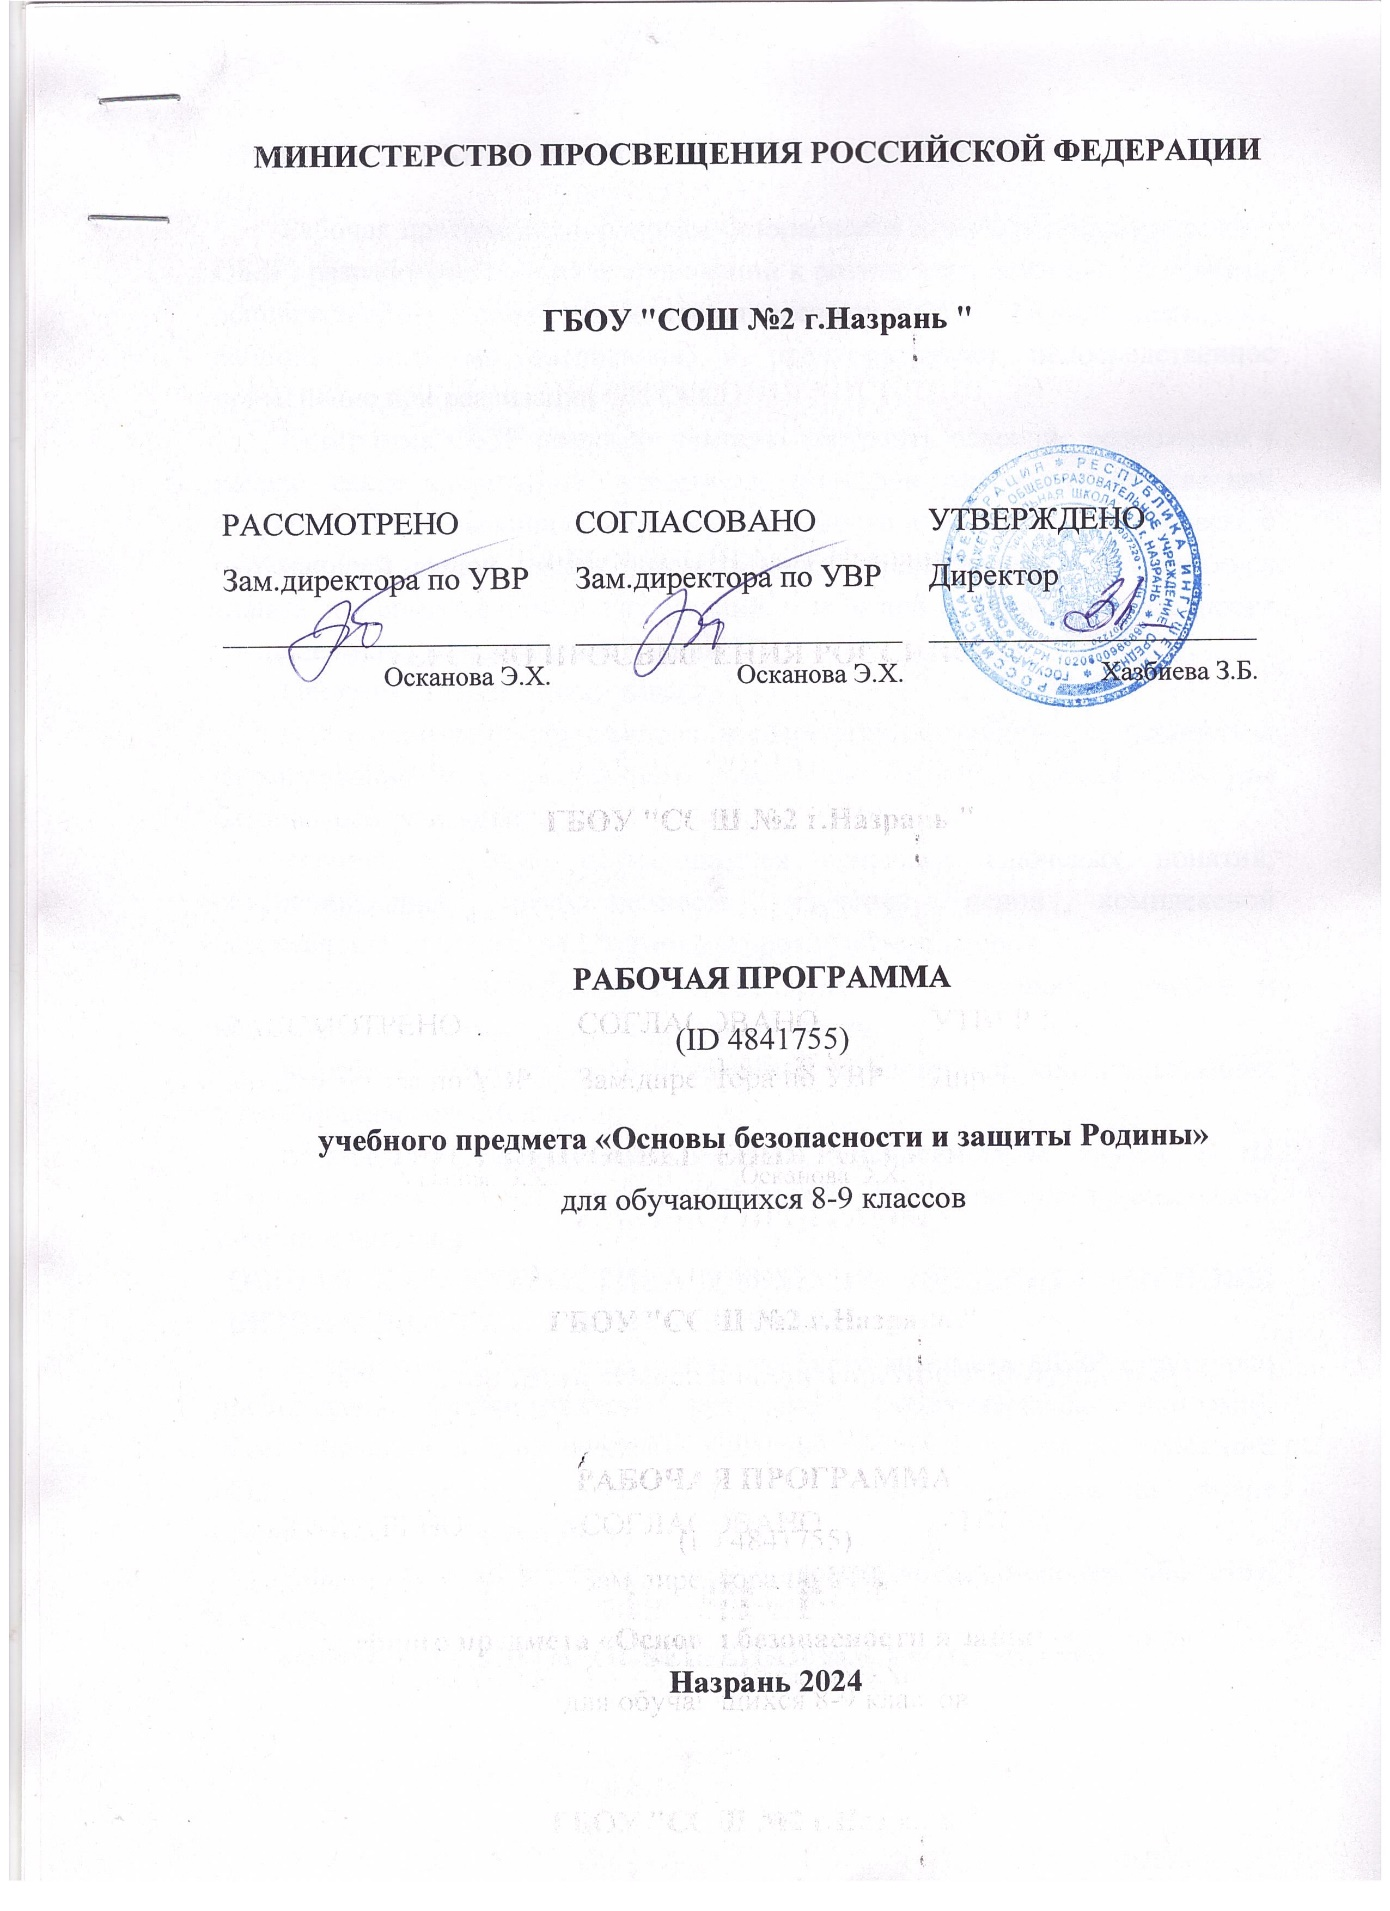 МИНИСТЕРСТВО ПРОСВЕЩЕНИЯ РОССИЙСКОЙ ФЕДЕРАЦИИ
ГБОУ "СОШ №2 г.Назрань "
РАССМОТРЕНО
Зам.директора по УВР
Осканова Э.Х.
СОГЛАСОВАНО
Зам.директора по УВР
Осканова Э.Х.
УТВЕРЖДЕНО
Директор
Хазбиева З.Б.
РАБОЧАЯ ПРОГРАММА
(ID 4841755)
учебного предмета «Основы безопасности и защиты Родины»
для обучающихся 8-9 классов
Назрань 2024